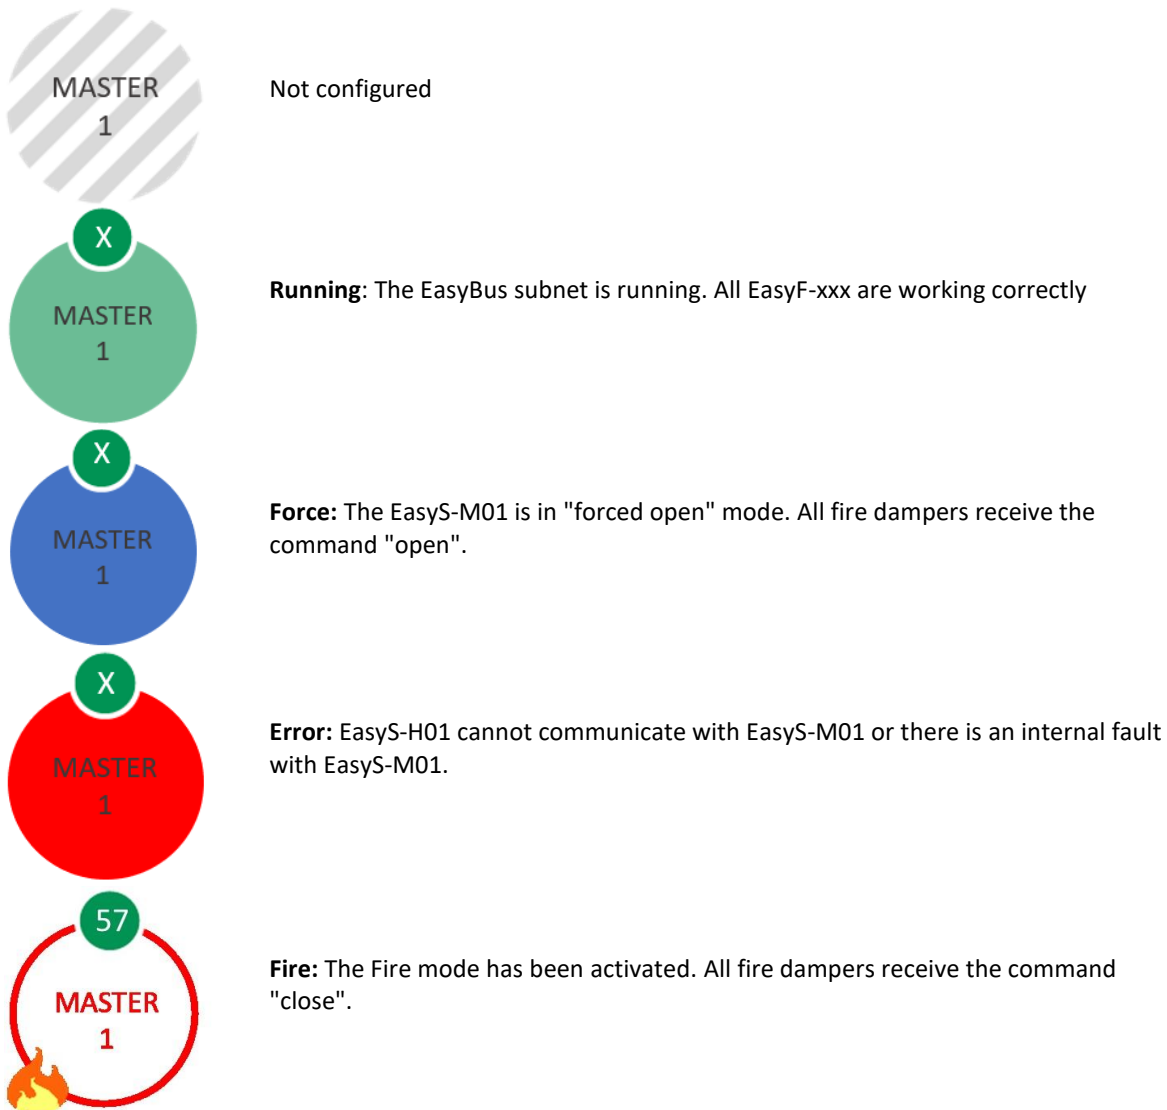 MASTER
1
Not configured
X
MASTER
1
Running: The EasyBus subnet is running. All EasyF-xxx are working correctly
X
MASTER
1
Force: The EasyS-M01 is in "forced open" mode. All fire dampers receive the
command "open".
X
MASTER
1
Error: EasyS-H01 cannot communicate with EasyS-M01 or there is an internal fault
with EasyS-M01.
57
MASTER
1
Fire: The Fire mode has been activated. All fire dampers receive the command
"close".